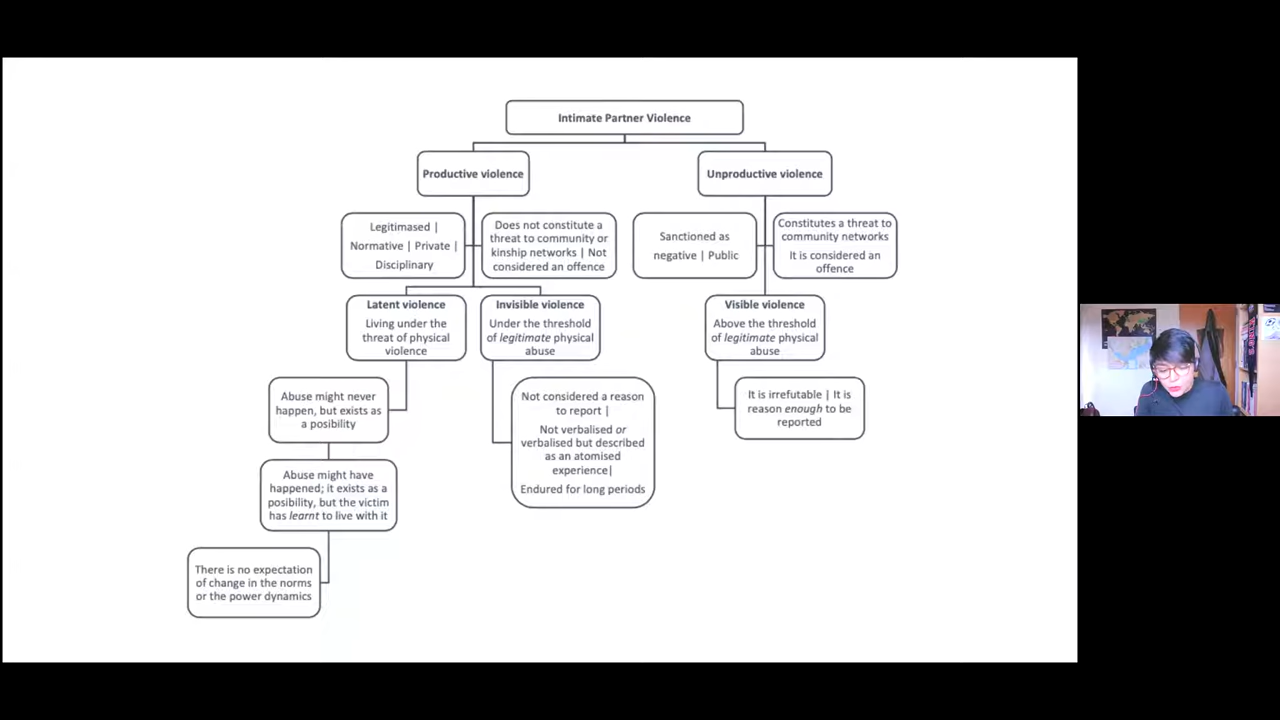 Intimate Partner Violence
Productive violence
Unproductive violence
Legitimased |
Normative | Private |
Disciplinary
Does not constitute a
threat to community or
kinship networks | Not
considered an offence
Sanctioned as
negative | Public
Constitutes a threat to
community networks
It is considered an
offence
Latent violence
Living under the
threat of physical
violence
Invisible violence
Under the threshold
of legitimate physical
abuse
Visible violence
Above the threshold
of legitimate physical
abuse
Abuse might never
happen, but exists as
a posibility
Not considered a reason
to report |
Not verbalised or
verbalised but described
as an atomised
experience|
Endured for long periods
It is irrefutable | It is
reason enough to be
reported
Abuse might have
happened; it exists as a
posibility, but the victim
has learnt to live with it
There is no expectation
of change in the norms
or the power dynamics